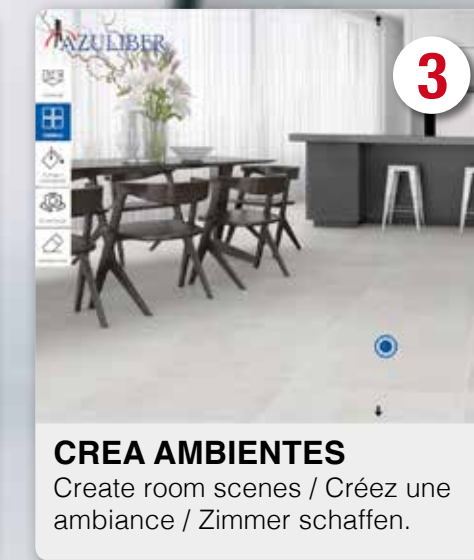 AZULIBER
3
CREA AMBIENTES
Create room scenes / Créez une
ambiance / Zimmer schaffen.